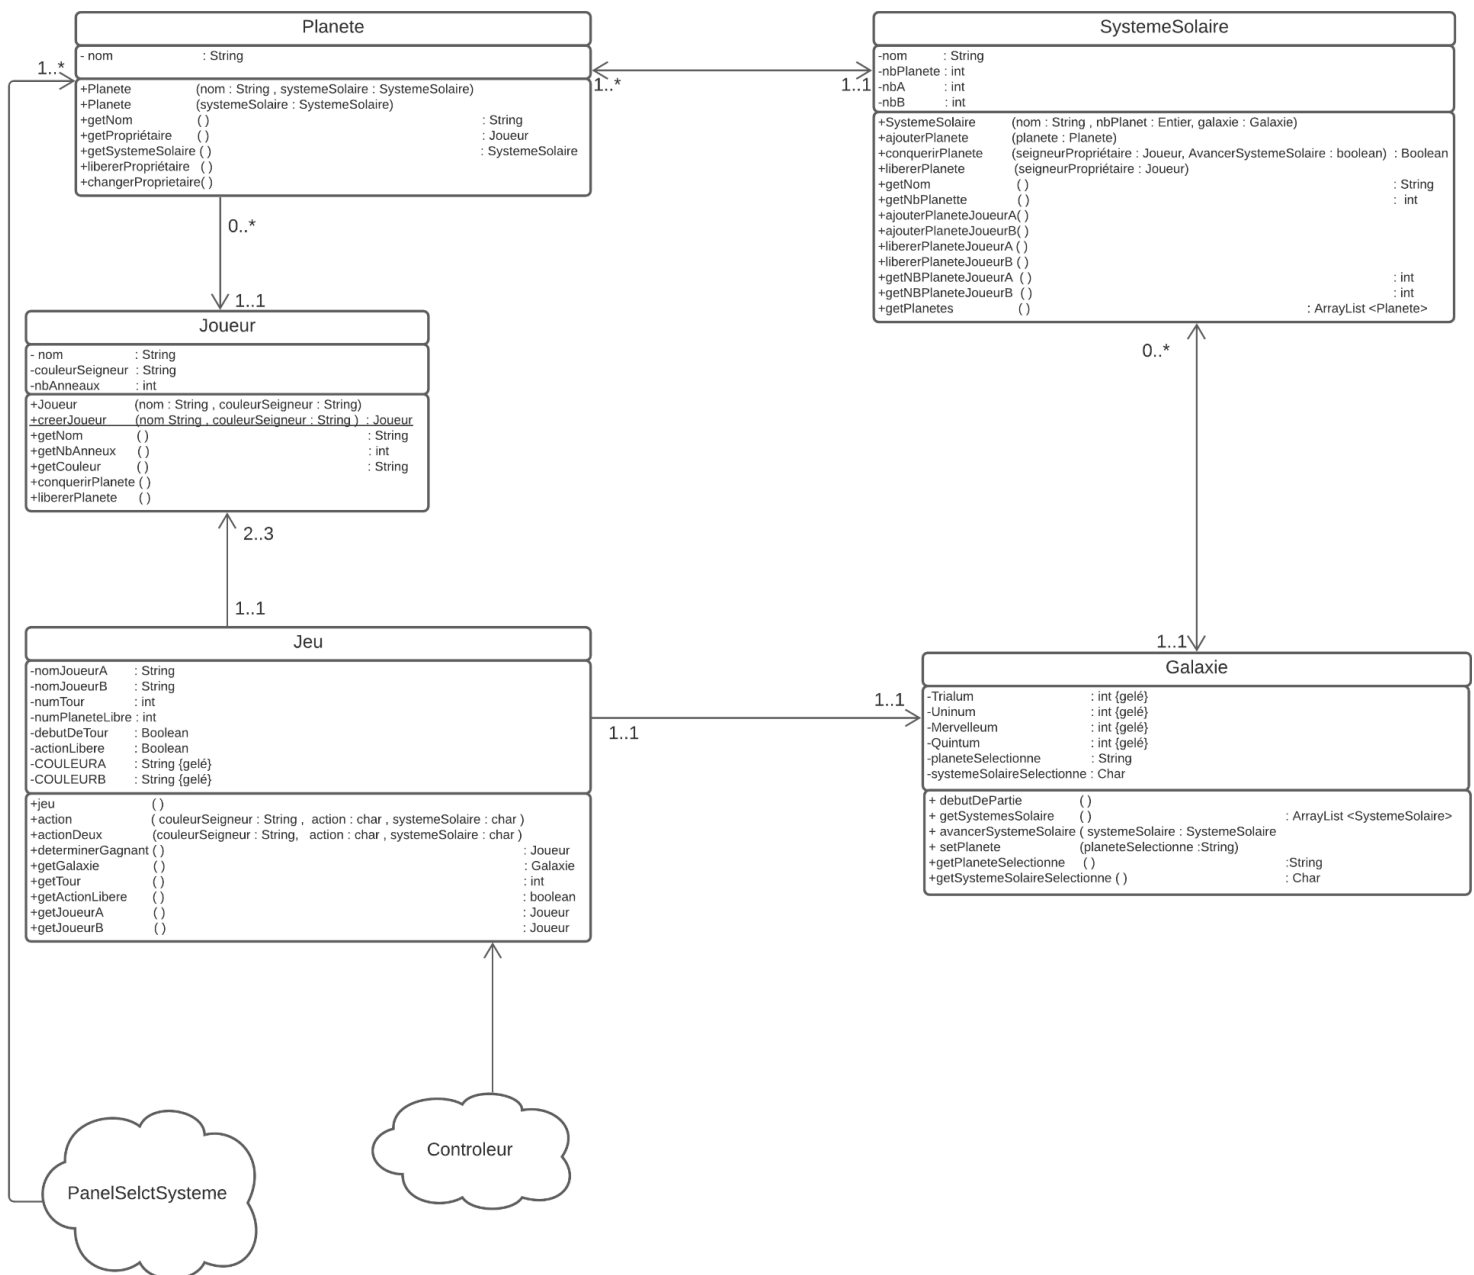 Planete
- nom : String
+Planete (nom : String , systemeSolaire : SystemeSolaire)
+Planete (systemeSolaire : SystemeSolaire)
+getNom ( ) : String
+getPropriétaire ( ) : Joueur
+getSystemeSolaire ( ) : SystemeSolaire
+libererPropriétaire ( )
+changerProprietaire( )
1..*
1..*
1..1
SystemeSolaire
-nom : String
-nbPlanete : int
-nbA : int
-nbB : int
+SystemeSolaire (nom : String , nbPlanet : Entier, galaxie : Galaxie)
+ajouterPlanete (planete : Planete)
+conquerirPlanete (seigneurPropriétaire : Joueur, AvancerSystemeSolaire : boolean) : Boolean
+libererPlanete (seigneurPropriétaire : Joueur)
+getNom ( ) : String
+getNbPlanette ( ) : int
+ajouterPlaneteJoueurA( )
+ajouterPlaneteJoueurB( )
+libererPlaneteJoueurA ( )
+libererPlaneteJoueurB ( )
+getNBPlaneteJoueurA ( ) : int
+getNBPlaneteJoueurB ( ) : int
+getPlanetes ( ) : ArrayList <Planete>
0..*
1..1
Joueur
- nom : String
-couleurSeigneur : String
-nbAnneaux : int
+Joueur (nom : String , couleurSeigneur : String)
+creerJoueur (nom String , couleurSeigneur : String ) : Joueur
+getNom ( ) : String
+getNbAnneux ( ) : int
+getCouleur ( ) : String
+conquerirPlanete ( )
+libererPlanete ( )
2..3
1..1
0..*
1..1
Jeu
-nomJoueurA : String
-nomJoueurB : String
-numTour : int
-numPlaneteLibre : int
-debutDeTour : Boolean
-actionLibere : Boolean
-COULEURA : String {gelé}
-COULEURB : String {gelé}
+jeu ( )
+action ( couleurSeigneur : String , action : char , systemeSolaire : char )
+actionDeux (couleurSeigneur : String, action : char , systemeSolaire : char )
+determinerGagnant ( ) : Joueur
+getGalaxie ( ) : Galaxie
+getTour ( ) : int
+getActionLibere ( ) : boolean
+getJoueurA ( ) : Joueur
+getJoueurB ( ) : Joueur
1..1
1..1
Galaxie
-Trialum : int {gelé}
-Uninum : int {gelé}
-Mervelleum : int {gelé}
-Quintum : int {gelé}
-planeteSelectionne : String
-systemeSolaireSelectionne : Char
+ debutDePartie ( )
+ getSystemesSolaire ( ) : ArrayList <SystemeSolaire>
+ avancerSystemeSolaire ( systemeSolaire : SystemeSolaire
+ setPlanete (planeteSelectionne :String)
+getPlaneteSelectionne ( ) :String
+getSystemeSolaireSelectionne ( ) : Char
Controleur
PanelSelctSysteme